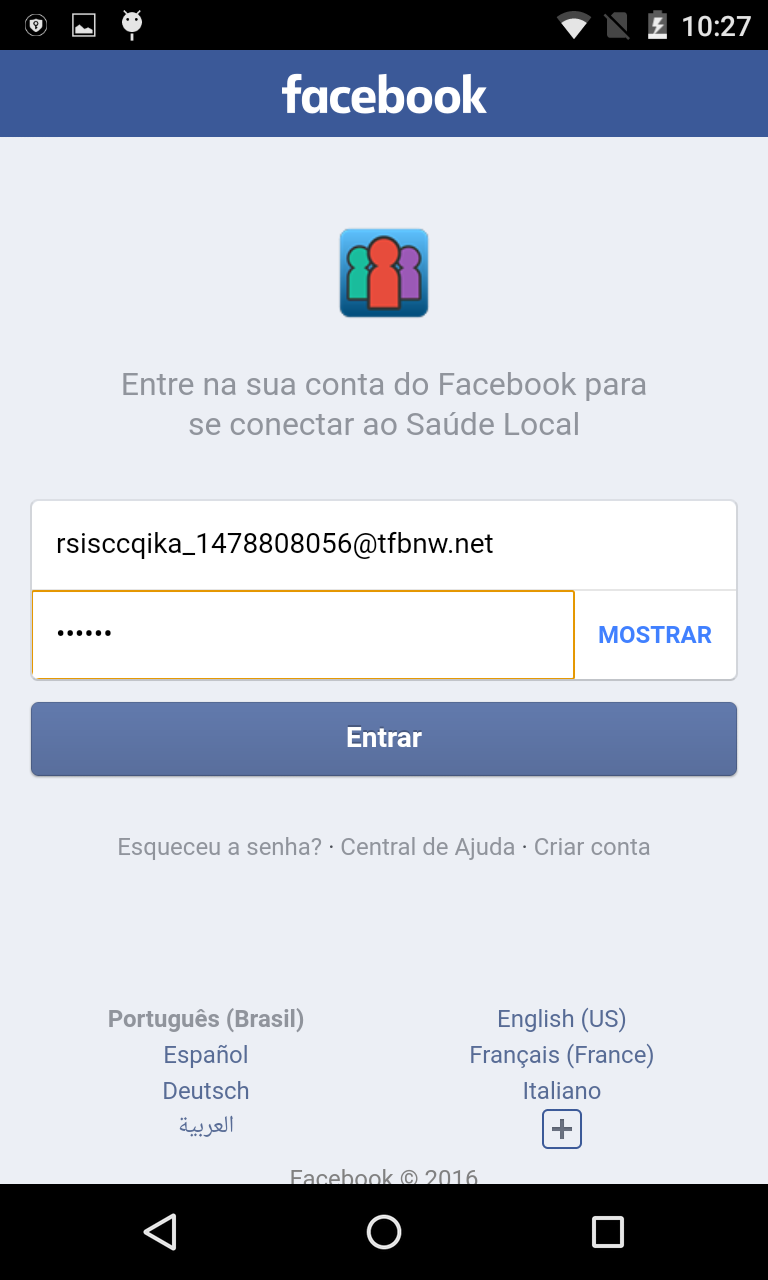 10:27
facebook
Entre na sua conta do Facebook para
se conectar ao Saúde Local
rsisccqika_1478808056@tfbnw.net
••••••
MOSTRAR
Entrar
Esqueceu a senha? · Central de Ajuda · Criar conta
Português (Brasil)
English (US)
Español
Français (France)
Deutsch
Italiano
العربية
Facebook © 2016